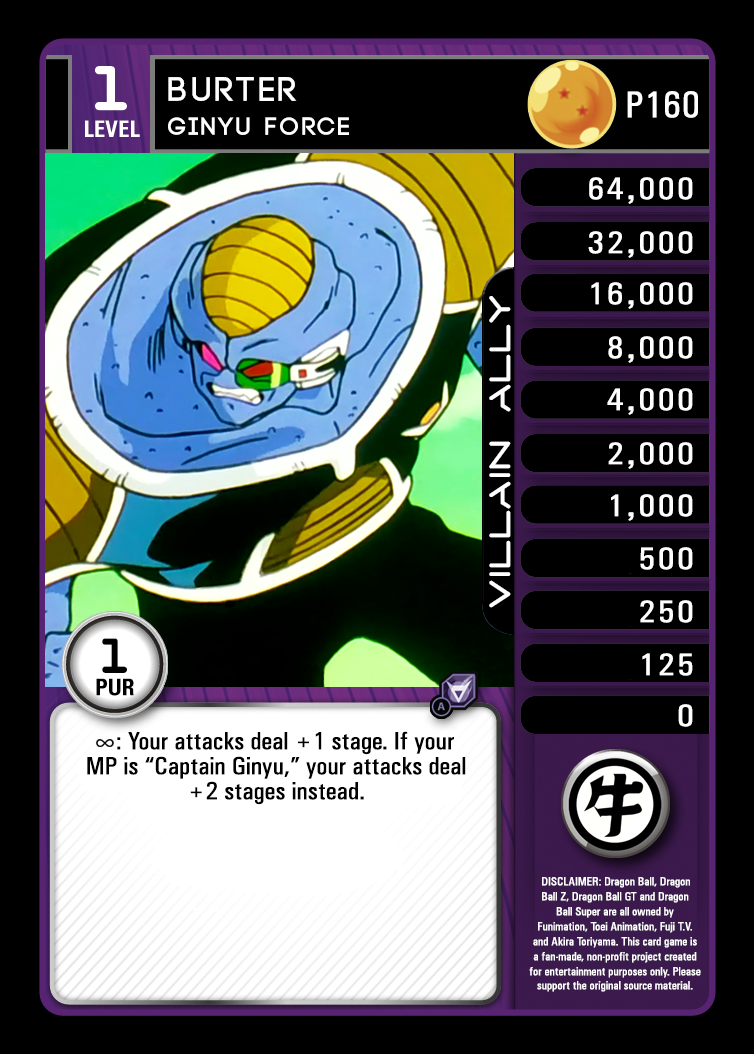 1
LEVEL
BURTER
GINYU FORCE
P160
64,000
32,000
16,000
8,000
4,000
2,000
1,000
500
250
125
0
VILLAIN ALLY
1
PUR
A
∞: Your attacks deal +1 stage. If your
MP is “Captain Ginyu,” your attacks deal
+2 stages instead.
牛
DISCLAIMER: Dragon Ball, Dragon
Ball Z, Dragon Ball GT and Dragon
Ball Super are all owned by
Funimation, Toei Animation, Fuji T.V.
and Akira Toriyama. This card game is
a fan-made, non-profit project created
for entertainment purposes only. Please
support the original source material.